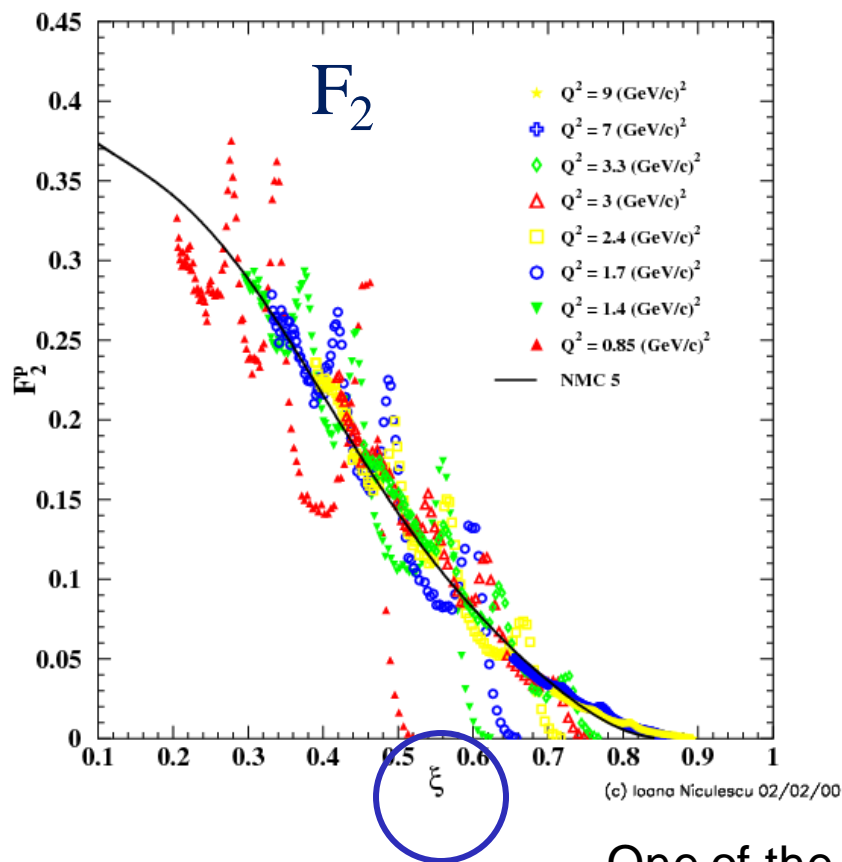 0.45
0.4
0.35
0.3
0.25
0.2
0.15
0.1
0.05
0
F₂ᵖ
F₂
Q² = 9 (GeV/c)²
Q² = 7 (GeV/c)²
Q² = 3.3 (GeV/c)²
Q² = 3 (GeV/c)²
Q² = 2.4 (GeV/c)²
Q² = 1.7 (GeV/c)²
Q² = 1.4 (GeV/c)²
Q² = 0.85 (GeV/c)²
NMC 5
0.1 0.2 0.3 0.4 0.5 0.6 0.7 0.8 0.9 1
ξ
(c) Ioana Niculescu 02/02/00
One of the